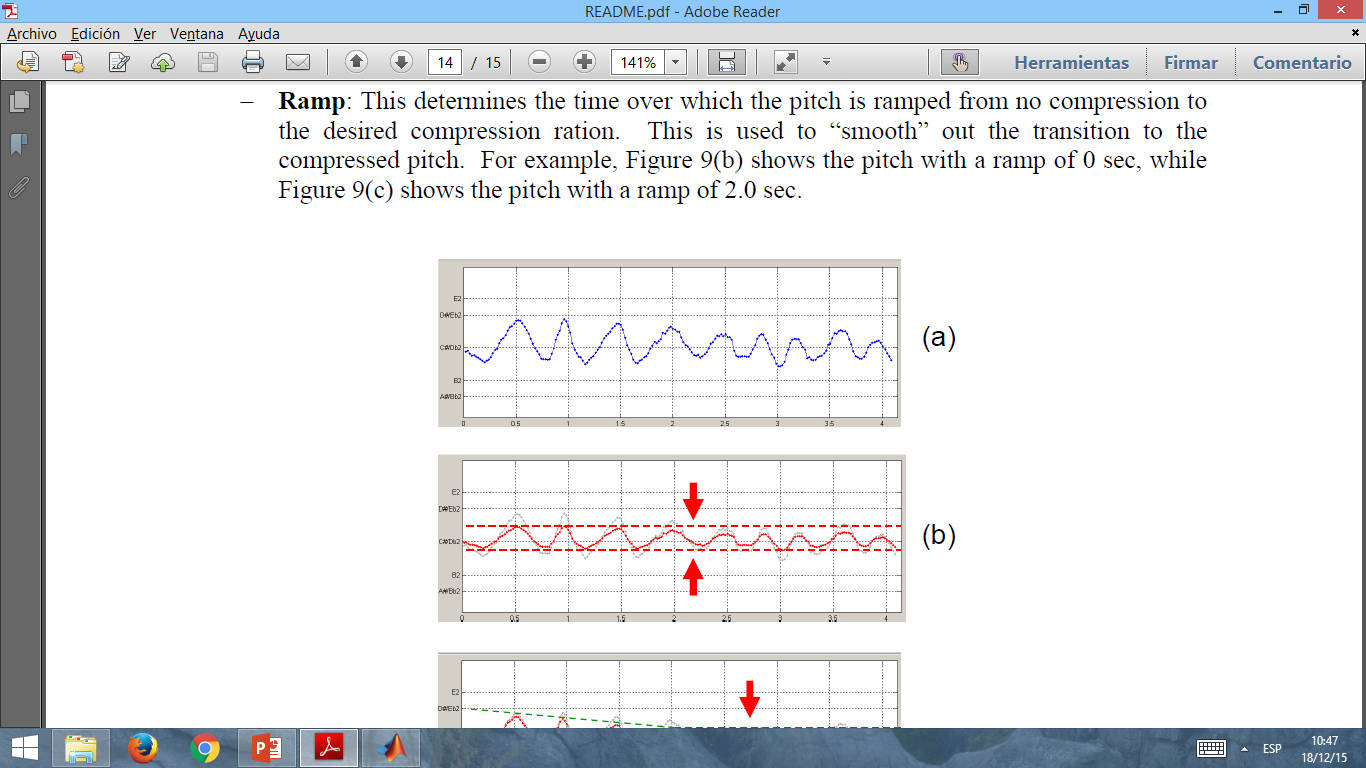 README.pdf - Adobe Reader
Archivo Edición Ver Ventana Ayuda
14 / 15 141% Herramientas Firmar Comentario
– Ramp: This determines the time over which the pitch is ramped from no compression to
the desired compression ration. This is used to “smooth” out the transition to the
compressed pitch. For example, Figure 9(b) shows the pitch with a ramp of 0 sec, while
Figure 9(c) shows the pitch with a ramp of 2.0 sec.
E2
D#/Eb2
C#/Db2
B2
A#/Bb2
0 0.5 1 1.5 2 2.5 3 3.5 4
(a)
E2
D#/Eb2
C#/Db2
B2
A#/Bb2
0 0.5 1 1.5 2 2.5 3 3.5 4
(b)
E2
D#/Eb2
ESP
10:47
18/12/15